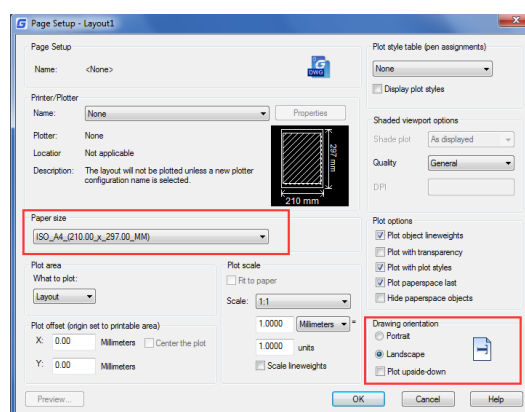 Page Setup - Layout1
Page Setup
Name: <None>
DWG
Printer/Plotter
Name: None Properties
Plotter: None
Locatior Not applicable
Description: The layout will not be plotted unless a new plotter
configuration name is selected.
297 mm
210 mm
Paper size
ISO_A4_(210.00_x_297.00_MM)
Plot area
What to plot:
Layout
Plot scale
Fit to paper
Scale: 1:1
1.0000 Millimeters =
1.0000 units
Scale lineweights
Plot offset (origin set to printable area)
X: 0.00 Millimeters Center the plot
Y: 0.00 Millimeters
Plot style table (pen assignments)
None
Display plot styles
Shaded viewport options
Shade plot As displayed
Quality General
DPI
Plot options
Plot object lineweights
Plot with transparency
Plot with plot styles
Plot paperspace last
Hide paperspace objects
Drawing orientation
Portrait
Landscape
Plot upside-down
Preview... OK Cancel Help